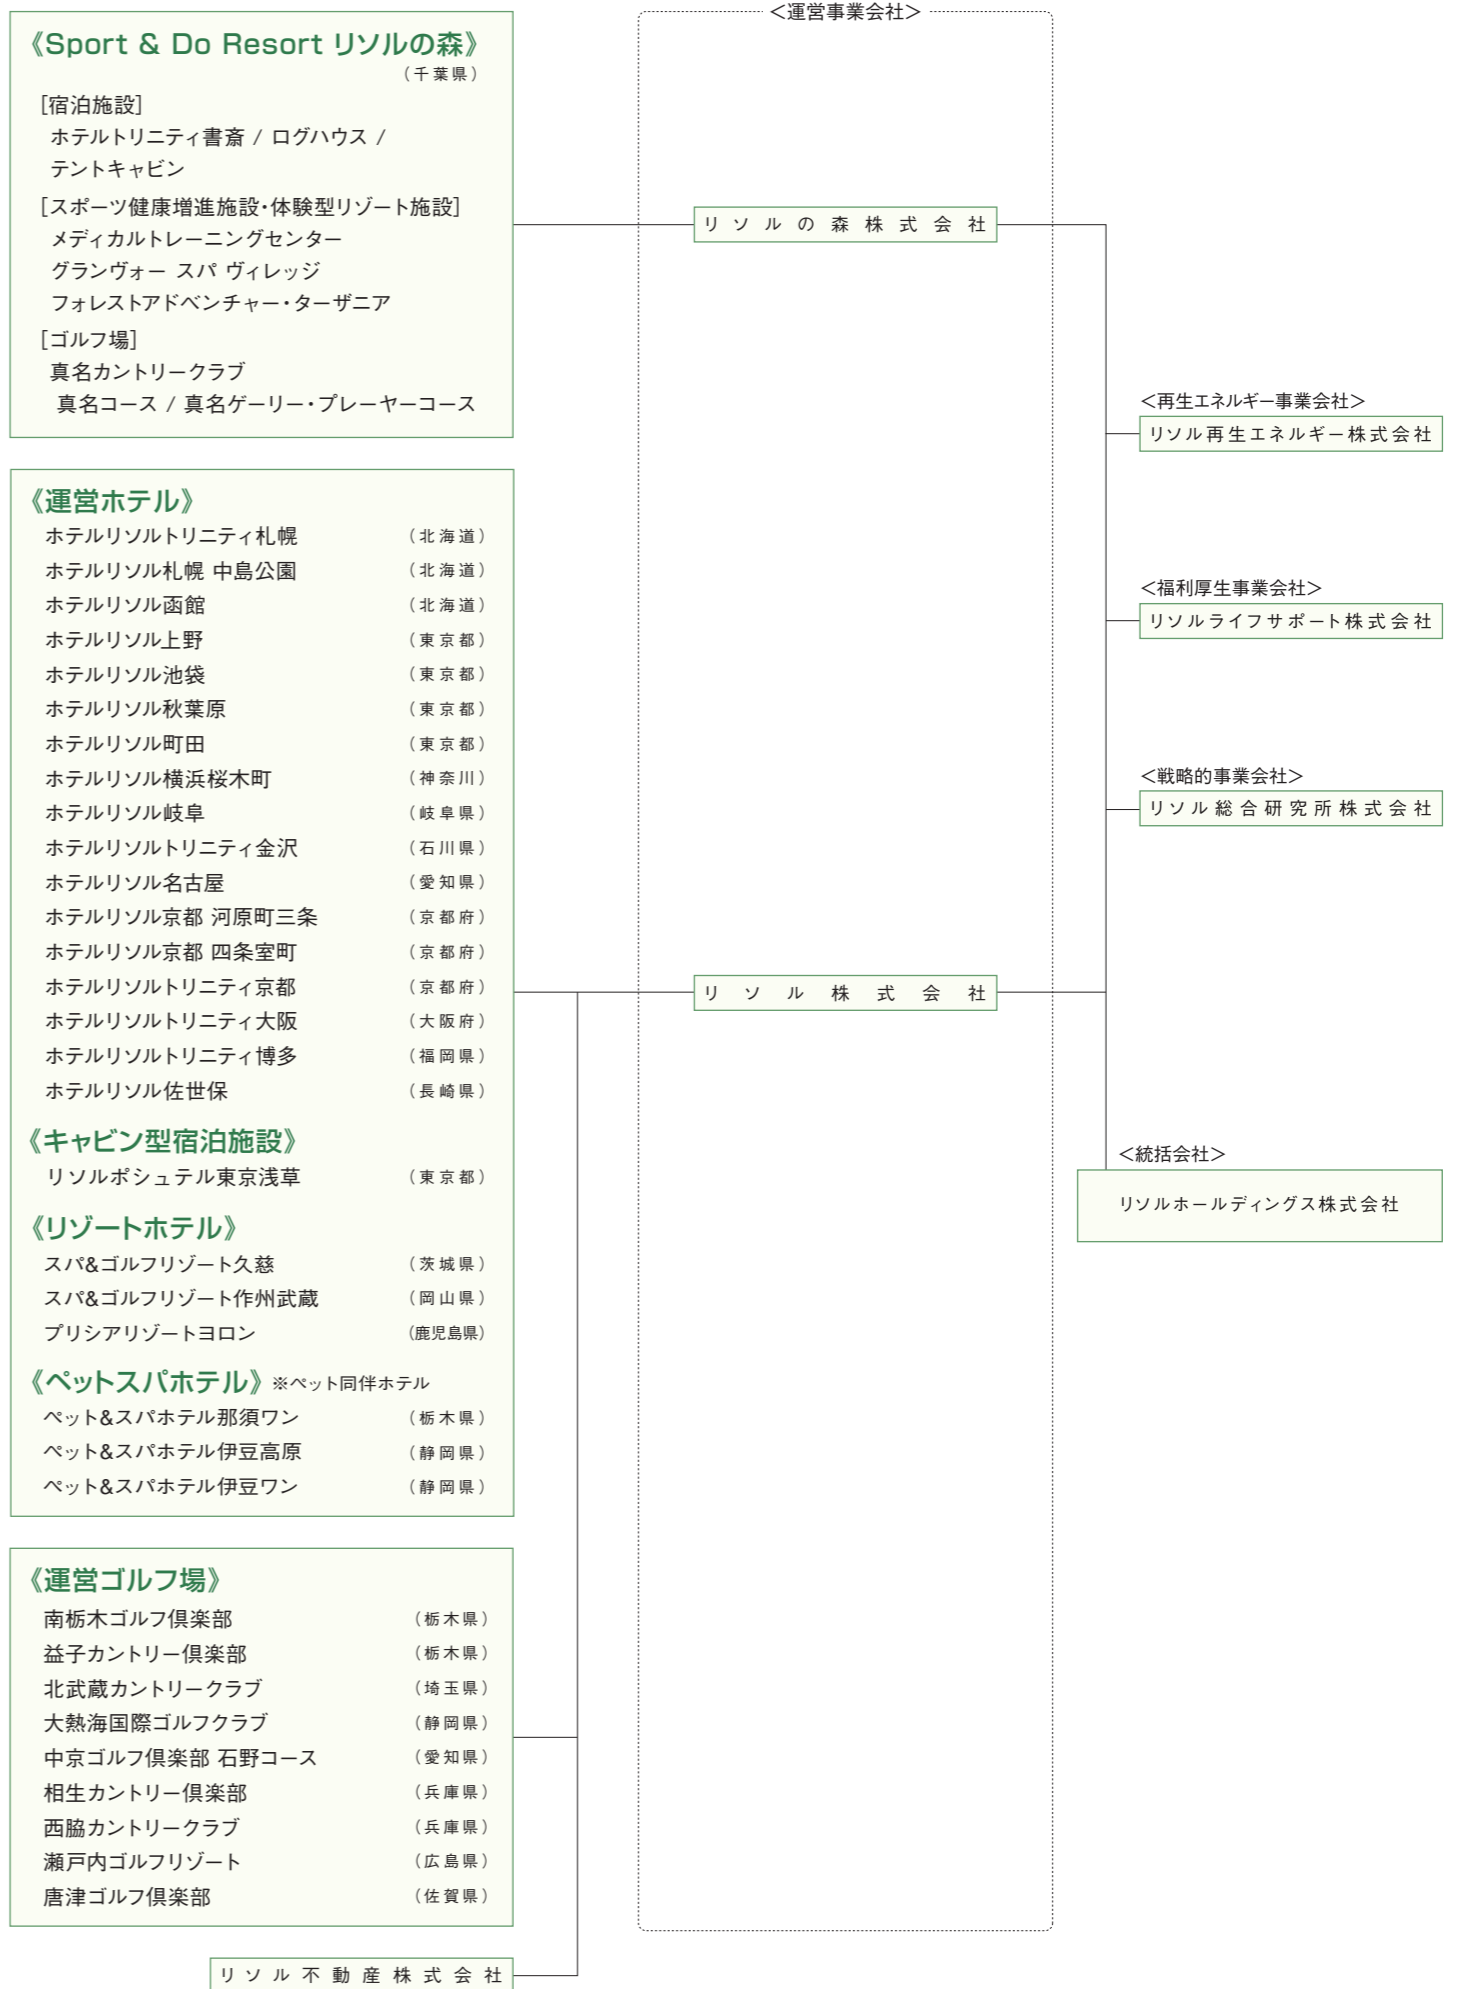 《Sport & Do Resort リソルの森》
（千葉県）
［宿泊施設］
ホテルトリニティ書斎 / ログハウス /
テントキャビン
［スポーツ健康増進施設・体験型リゾート施設］
メディカルトレーニングセンター
グランヴォー スパ ヴィレッジ
フォレストアドベンチャー・ターザニア
［ゴルフ場］
真名カントリークラブ
真名コース / 真名ゲーリー・プレーヤーコース
《運営ホテル》
ホテルリソルトリニティ札幌 （北海道）
ホテルリソル札幌 中島公園 （北海道）
ホテルリソル函館 （北海道）
ホテルリソル上野 （東京都）
ホテルリソル池袋 （東京都）
ホテルリソル秋葉原 （東京都）
ホテルリソル町田 （東京都）
ホテルリソル横浜桜木町 （神奈川）
ホテルリソル岐阜 （岐阜県）
ホテルリソルトリニティ金沢 （石川県）
ホテルリソル名古屋 （愛知県）
ホテルリソル京都 河原町三条 （京都府）
ホテルリソル京都 四条室町 （京都府）
ホテルリソルトリニティ京都 （京都府）
ホテルリソルトリニティ大阪 （大阪府）
ホテルリソルトリニティ博多 （福岡県）
ホテルリソル佐世保 （長崎県）
《キャビン型宿泊施設》
リソルポシュテル東京浅草 （東京都）
《リゾートホテル》
スパ&ゴルフリゾート久慈 （茨城県）
スパ&ゴルフリゾート作州武蔵 （岡山県）
プリシアリゾートヨロン （鹿児島県）
《ペットスパホテル》※ペット同伴ホテル
ペット&スパホテル那須ワン （栃木県）
ペット&スパホテル伊豆高原 （静岡県）
ペット&スパホテル伊豆ワン （静岡県）
《運営ゴルフ場》
南栃木ゴルフ倶楽部 （栃木県）
益子カントリー倶楽部 （栃木県）
北武蔵カントリークラブ （埼玉県）
大熱海国際ゴルフクラブ （静岡県）
中京ゴルフ倶楽部 石野コース （愛知県）
相生カントリー倶楽部 （兵庫県）
西脇カントリークラブ （兵庫県）
瀬戸内ゴルフリゾート （広島県）
唐津ゴルフ倶楽部 （佐賀県）
リソル不動産株式会社
＜運営事業会社＞
リソルの森株式会社
リソル株式会社
＜再生エネルギー事業会社＞
リソル再生エネルギー株式会社
＜福利厚生事業会社＞
リソルライフサポート株式会社
＜戦略的事業会社＞
リソル総合研究所株式会社
＜統括会社＞
リソルホールディングス株式会社